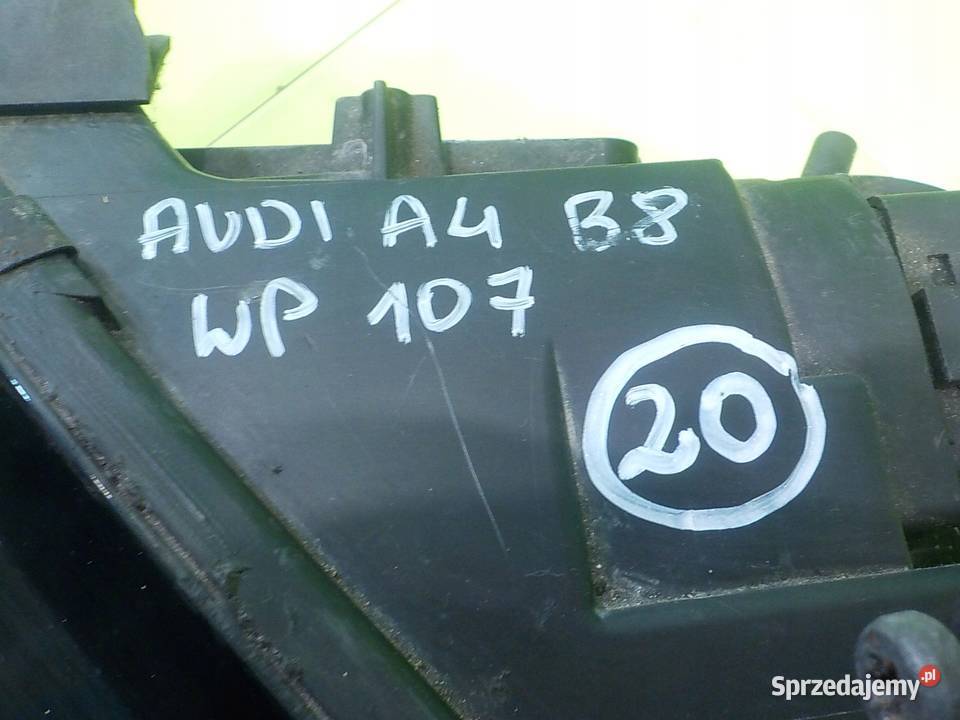 AUDI A4 B8
WP 107
20
Sprzedajemy.pl